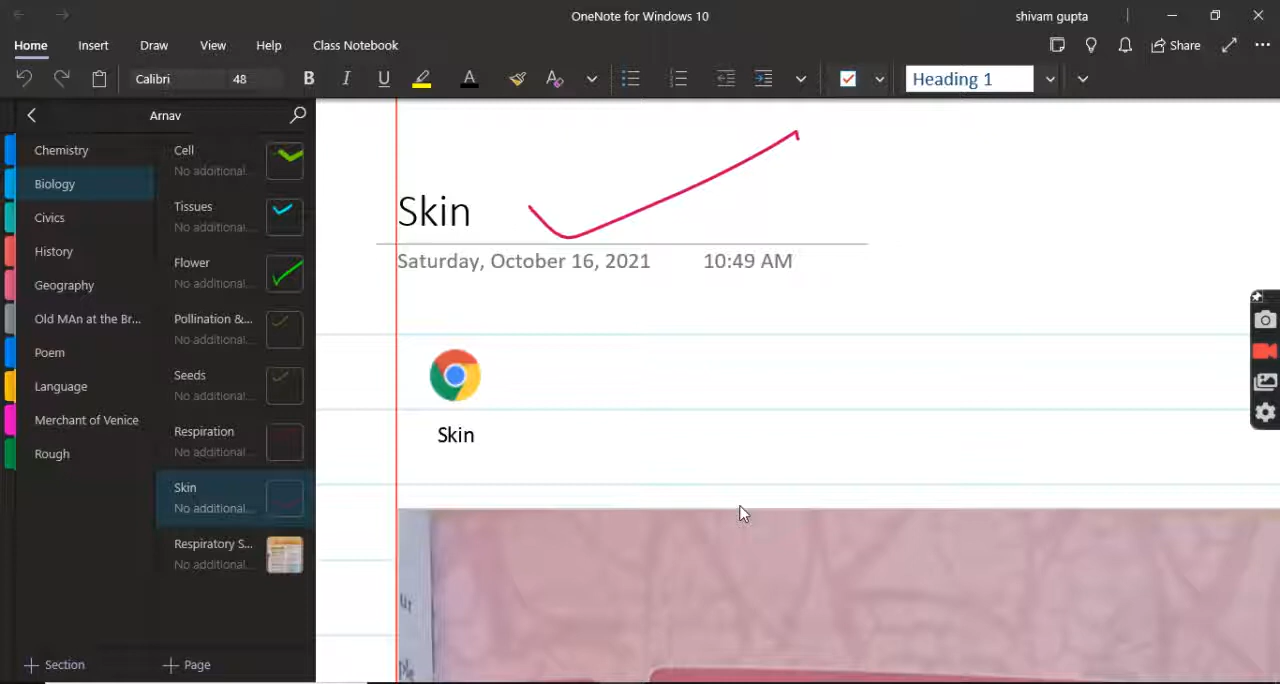 OneNote for Windows 10
shivam gupta
Home Insert Draw View Help Class Notebook
Share
Calibri 48 B I U A A Heading 1
Arnav
Chemistry
Biology
Civics
History
Geography
Old MAn at the Br...
Poem
Language
Merchant of Venice
Rough
Section
Cell
No additional...
Tissues
No additional...
Flower
No additional...
Pollination &...
No additional...
Seeds
No additional...
Respiration
No additional...
Skin
No additional...
Respiratory S...
No additional...
Page
Skin
Saturday, October 16, 2021 10:49 AM
Skin
ur
ple